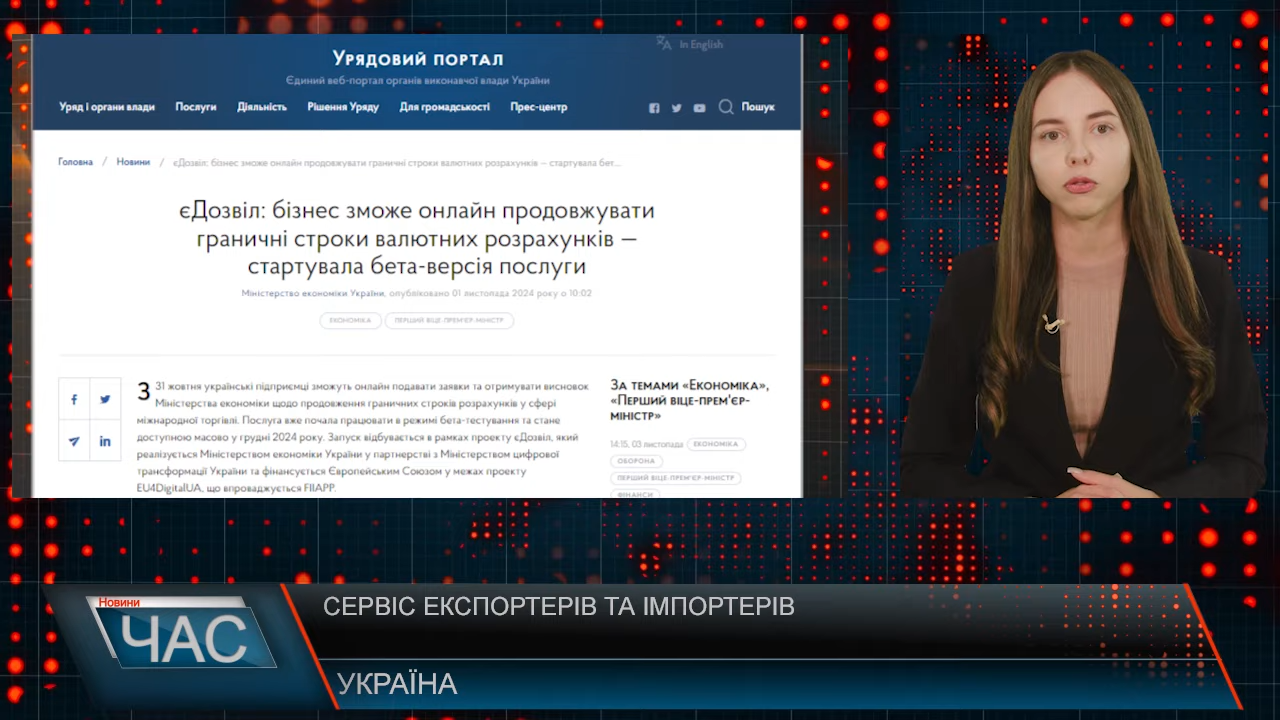 In English
Урядовий портал
Єдиний веб-портал органів виконавчої влади України
Уряд і органи влади Послуги Діяльність Рішення Уряду Для громадськості Прес-центр Пошук
Головна / Новини / єДозвіл: бізнес зможе онлайн продовжувати граничні строки валютних розрахунків – стартувала бет...
єДозвіл: бізнес зможе онлайн продовжувати
граничні строки валютних розрахунків –
стартувала бета-версія послуги
Міністерство економіки України, опубліковано 01 листопада 2024 року о 10:02
ЕКОНОМІКА ПЕРШИЙ ВІЦЕ-ПРЕМ'ЄР-МІНІСТР
З 31 жовтня українські підприємці зможуть онлайн подавати заявки та отримувати висновок
Міністерства економіки щодо продовження граничних строків розрахунків у сфері
міжнародної торгівлі. Послуга вже почала працювати в режимі бета-тестування та стане
доступною масово у грудні 2024 року. Запуск відбувається в рамках проекту єДозвіл, який
реалізується Міністерством економіки України у партнерстві з Міністерством цифрової
трансформації України та фінансується Європейським Союзом у межах проекту
EU4DigitalUA, що впроваджується FIIAPP.
За темами «Економіка»,
«Перший віце-прем'єр-
міністр»
14:15, 03 листопада ЕКОНОМІКА
ОБОРОНА
ПЕРШИЙ ВІЦЕ-ПРЕМ'ЄР-МІНІСТР
ФІНАНСИ
Новини
ЧАС
СЕРВІС ЕКСПОРТЕРІВ ТА ІМПОРТЕРІВ
УКРАЇНА